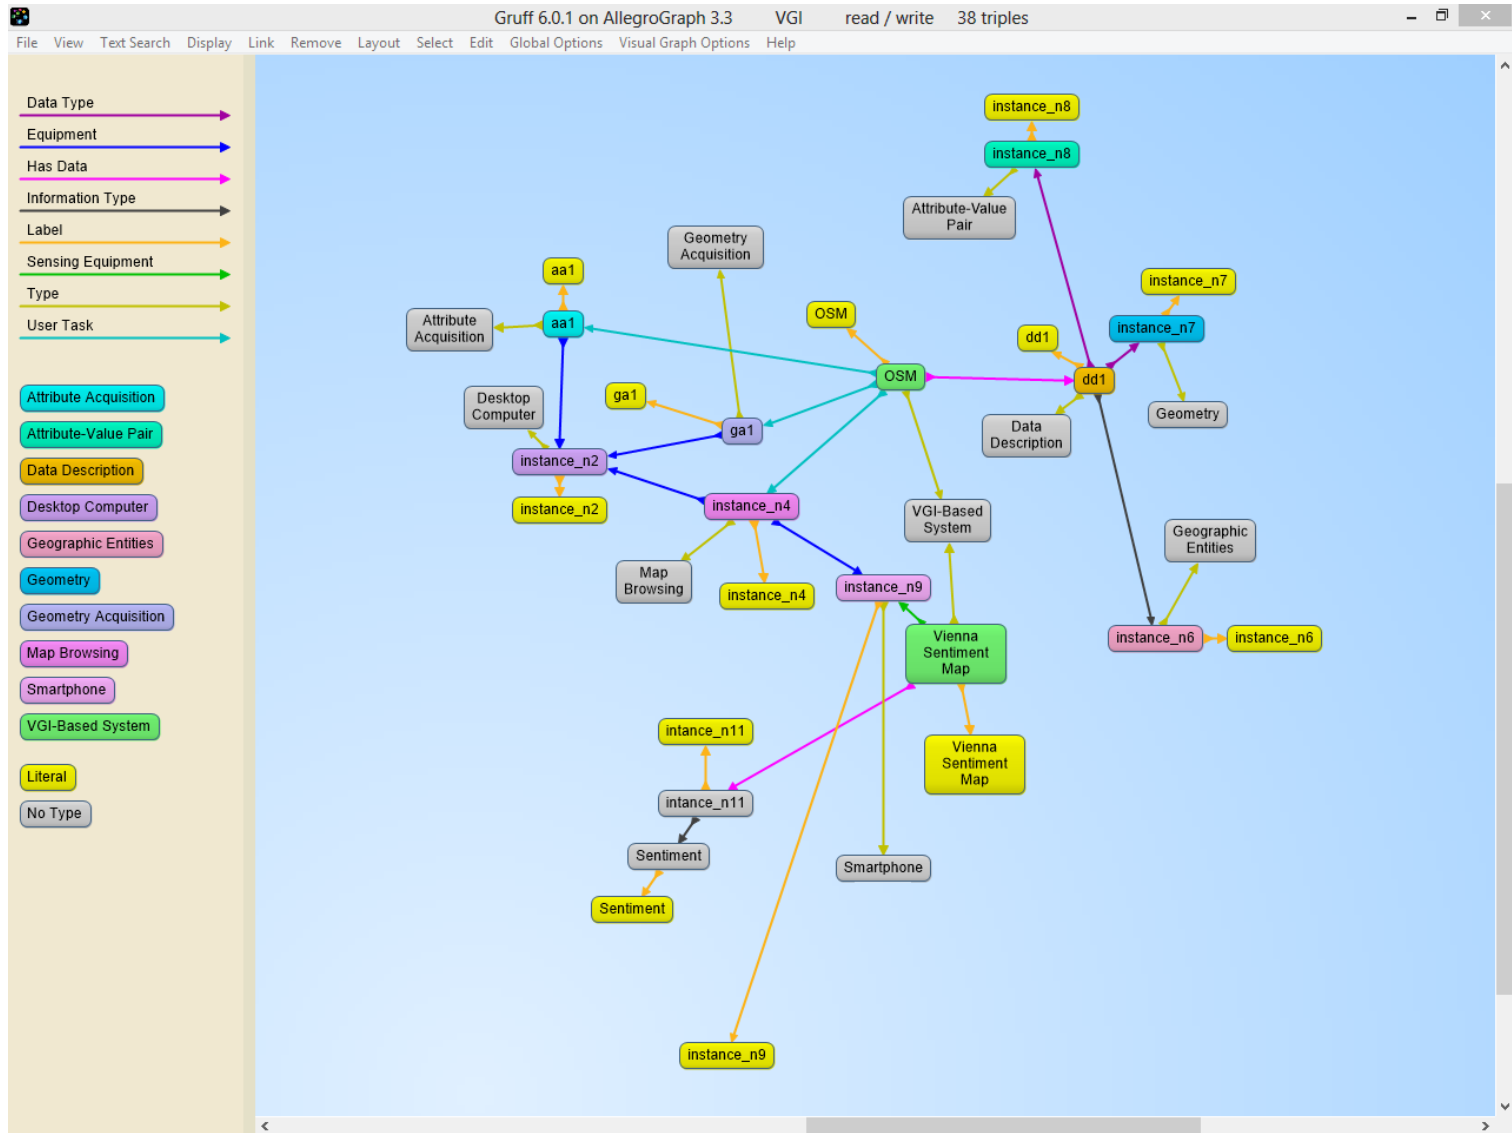 Gruff 6.0.1 on AllegroGraph 3.3 VGI read / write 38 triples
File View Text Search Display Link Remove Layout Select Edit Global Options Visual Graph Options Help
Data Type
Equipment
Has Data
Information Type
Label
Sensing Equipment
Type
User Task
Attribute Acquisition
Attribute-Value Pair
Data Description
Desktop Computer
Geographic Entities
Geometry
Geometry Acquisition
Map Browsing
Smartphone
VGI-Based System
Literal
No Type
instance_n8
instance_n8
Attribute-Value
Pair
Geometry
Acquisition
aa1
instance_n7
OSM
aa1
Attribute
Acquisition
instance_n7
dd1
OSM
dd1
Desktop
Computer
ga1
Geometry
ga1
Data
Description
instance_n2
instance_n2
instance_n4
VGI-Based
System
Geographic
Entities
Map
Browsing
instance_n4
instance_n9
Vienna
Sentiment
Map
instance_n6
instance_n6
intance_n11
Vienna
Sentiment
Map
intance_n11
Sentiment
Smartphone
Sentiment
instance_n9